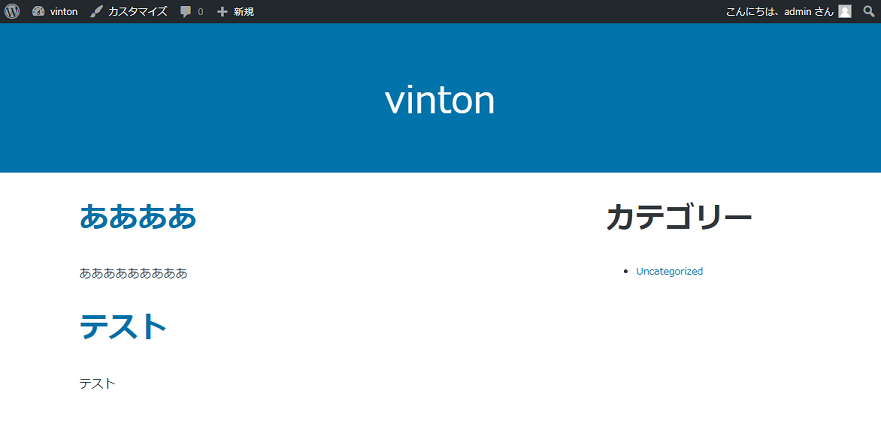 vinton カスタマイズ 0 新規 こんにちは、admin さん
vinton
ああああ
あああああああああ
テスト
テスト
カテゴリー
Uncategorized